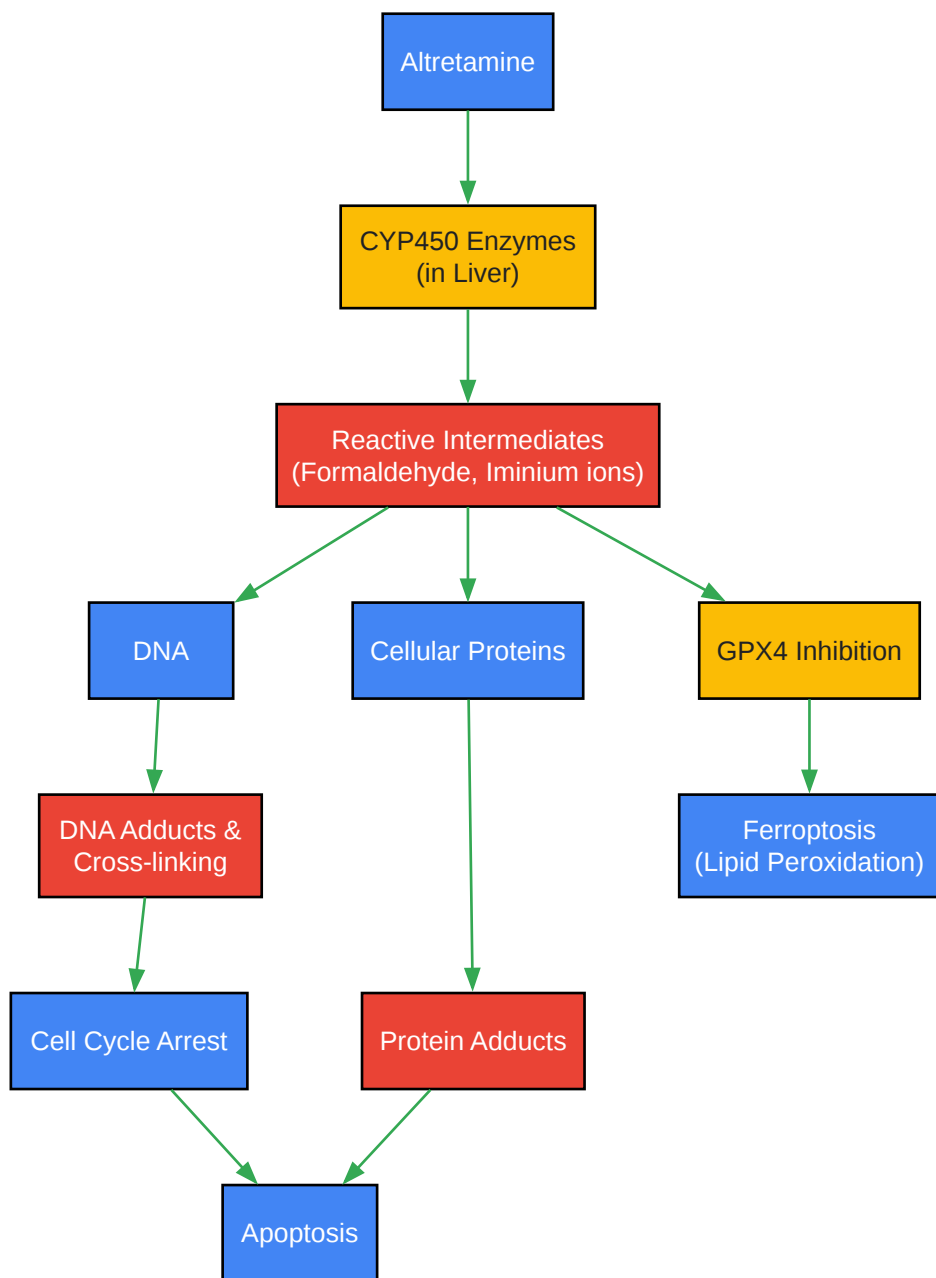 Altretamine
CYP450 Enzymes
(in Liver)
Reactive Intermediates
(Formaldehyde, Iminium ions)
DNA
Cellular Proteins
GPX4 Inhibition
DNA Adducts &
Cross-linking
Ferroptosis
(Lipid Peroxidation)
Cell Cycle Arrest
Protein Adducts
Apoptosis